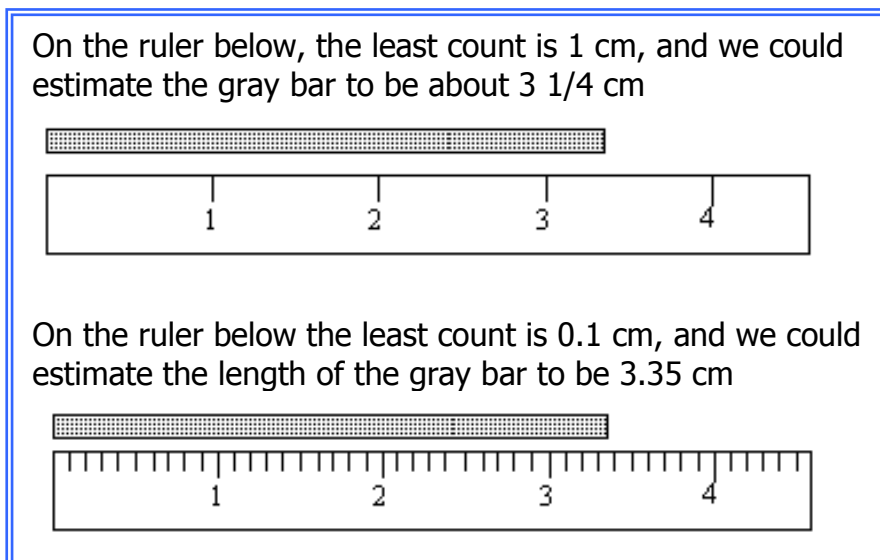 On the ruler below, the least count is 1 cm, and we could
estimate the gray bar to be about 3 1/4 cm
1 2 3 4
On the ruler below the least count is 0.1 cm, and we could
estimate the length of the gray bar to be 3.35 cm
1 2 3 4